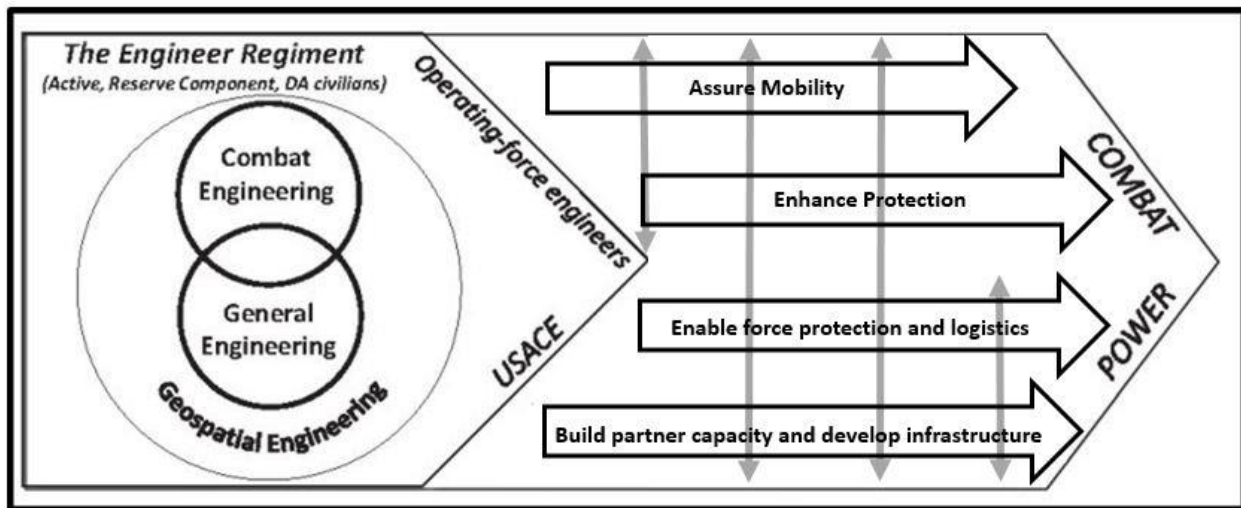 The Engineer Regiment
(Active, Reserve Component, DA civilians)
Combat
Engineering
General
Engineering
Geospatial Engineering
Operating-force engineers
USACE
Assure Mobility
Enhance Protection
Enable force protection and logistics
Build partner capacity and develop infrastructure
COMBAT
POWER